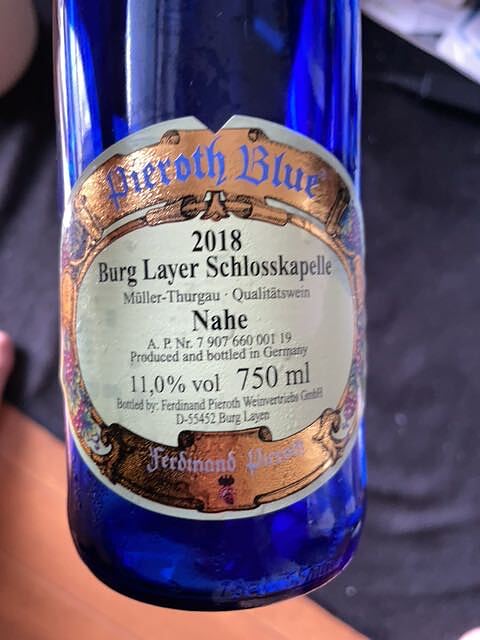 Pieroth Blue
2018
Burg Layer Schlosskapelle
Müller-Thurgau · Qualitätswein
Nahe
A. P. Nr. 7 907 660 001 19
Produced and bottled in Germany
11,0% vol 750 ml
Bottled by: Ferdinand Pieroth Weinvertriebs GmbH
D-55452 Burg Layen
Ferdinand Pieroth